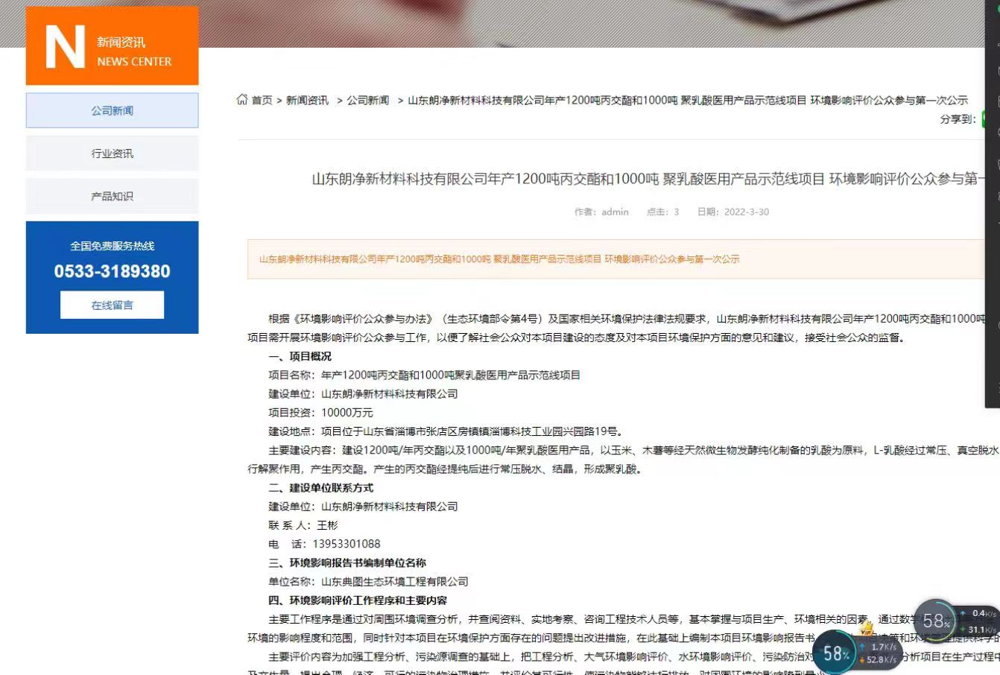 N
新闻资讯
NEWS CENTER
公司新闻
行业资讯
产品知识
全国免费服务热线
0533-3189380
在线留言
首页 > 新闻资讯 > 公司新闻 > 山东朗净新材料科技有限公司年产1200吨丙交酯和1000吨 聚乳酸医用产品示范线项目 环境影响评价公众参与第一次公示
分享到：
山东朗净新材料科技有限公司年产1200吨丙交酯和1000吨 聚乳酸医用产品示范线项目 环境影响评价公众参与第一
作者：admin 点击：3 日期：2022-3-30
山东朗净新材料科技有限公司年产1200吨丙交酯和1000吨 聚乳酸医用产品示范线项目 环境影响评价公众参与第一次公示
根据《环境影响评价公众参与办法》（生态环境部令第4号）及国家相关环境保护法律法规要求，山东朗净新材料科技有限公司年产1200吨丙交酯和1000吨
项目需开展环境影响评价公众参与工作，以便了解社会公众对本项目建设的态度及对本项目环境保护方面的意见和建议，接受社会公众的监督。
一、项目概况
项目名称：年产1200吨丙交酯和1000吨聚乳酸医用产品示范线项目
建设单位：山东朗净新材料科技有限公司
项目投资：10000万元
建设地点：项目位于山东省淄博市张店区房镇镇淄博科技工业园兴园路19号。
主要建设内容：建设1200吨/年丙交酯以及1000吨/年聚乳酸医用产品，以玉米、木薯等经天然微生物发酵纯化制备的乳酸为原料，L-乳酸经过常压、真空脱水
行解聚作用，产生丙交酯。产生的丙交酯经提纯后进行常压脱水、结晶，形成聚乳酸。
二、建设单位联系方式
建设单位：山东朗净新材料科技有限公司
联 系 人：王彬
电 话：13953301088
三、环境影响报告书编制单位名称
单位名称：山东典图生态环境工程有限公司
四、环境影响评价工作程序和主要内容
主要工作程序是通过对周围环境调查分析，并查阅资料、实地考察、咨询工程技术人员等，基本掌握与项目生产、环境相关的因素，通过数学
环境的影响程度和范围，同时针对本项目在环境保护方面存在的问题提出改进措施，在此基础上编制本项目环境影响报告书
主要评价内容为加强工程分析、污染源调查的基础上，把工程分析、大气环境影响评价、水环境影响评价、污染防治对 分析项目在生产过程中
58%
0.4K/s
31.1K/s
VIP
58%
1.7K/s
52.8K/s